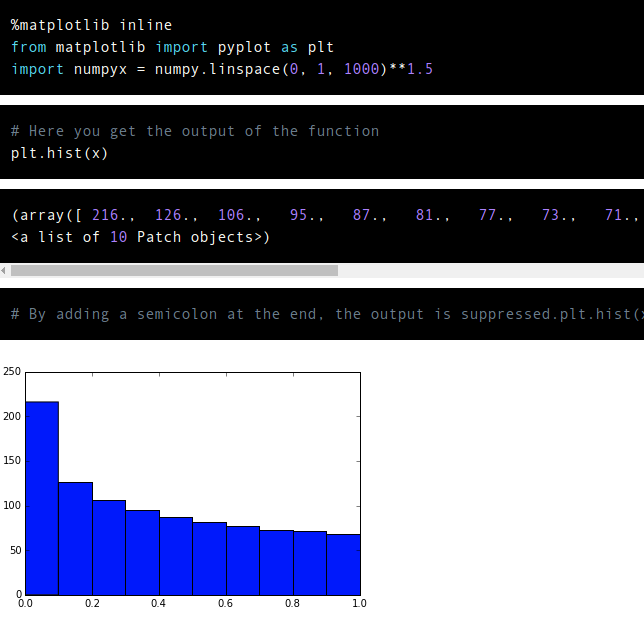 %matplotlib inline
from matplotlib import pyplot as plt
import numpyx = numpy.linspace(0, 1, 1000)**1.5
# Here you get the output of the function
plt.hist(x)
(array([ 216., 126., 106., 95., 87., 81., 77., 73., 71.,
<a list of 10 Patch objects>)
# By adding a semicolon at the end, the output is suppressed.plt.hist(
250
200
150
100
50
0
0.0 0.2 0.4 0.6 0.8 1.0